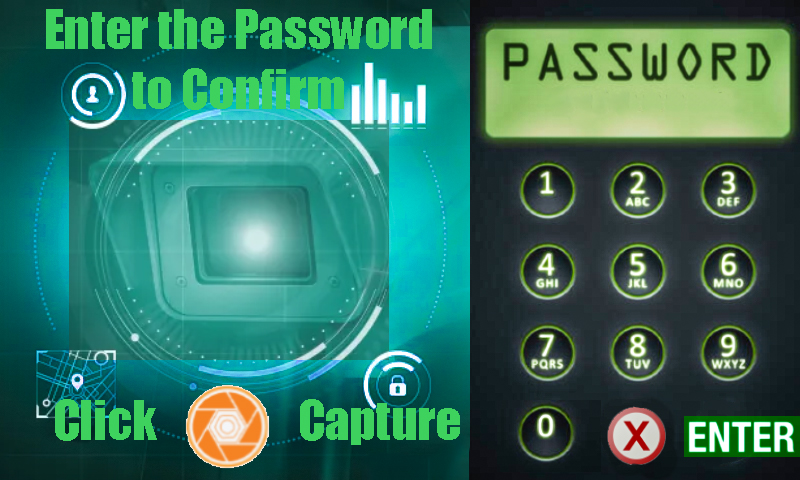 Enter the Password
to Confirm
Click Capture
PASSWORD
1 2 3
ABC DEF
4 5 6
GHI JKL MNO
7 8 9
PQRS TUV WXYZ
0 X ENTER